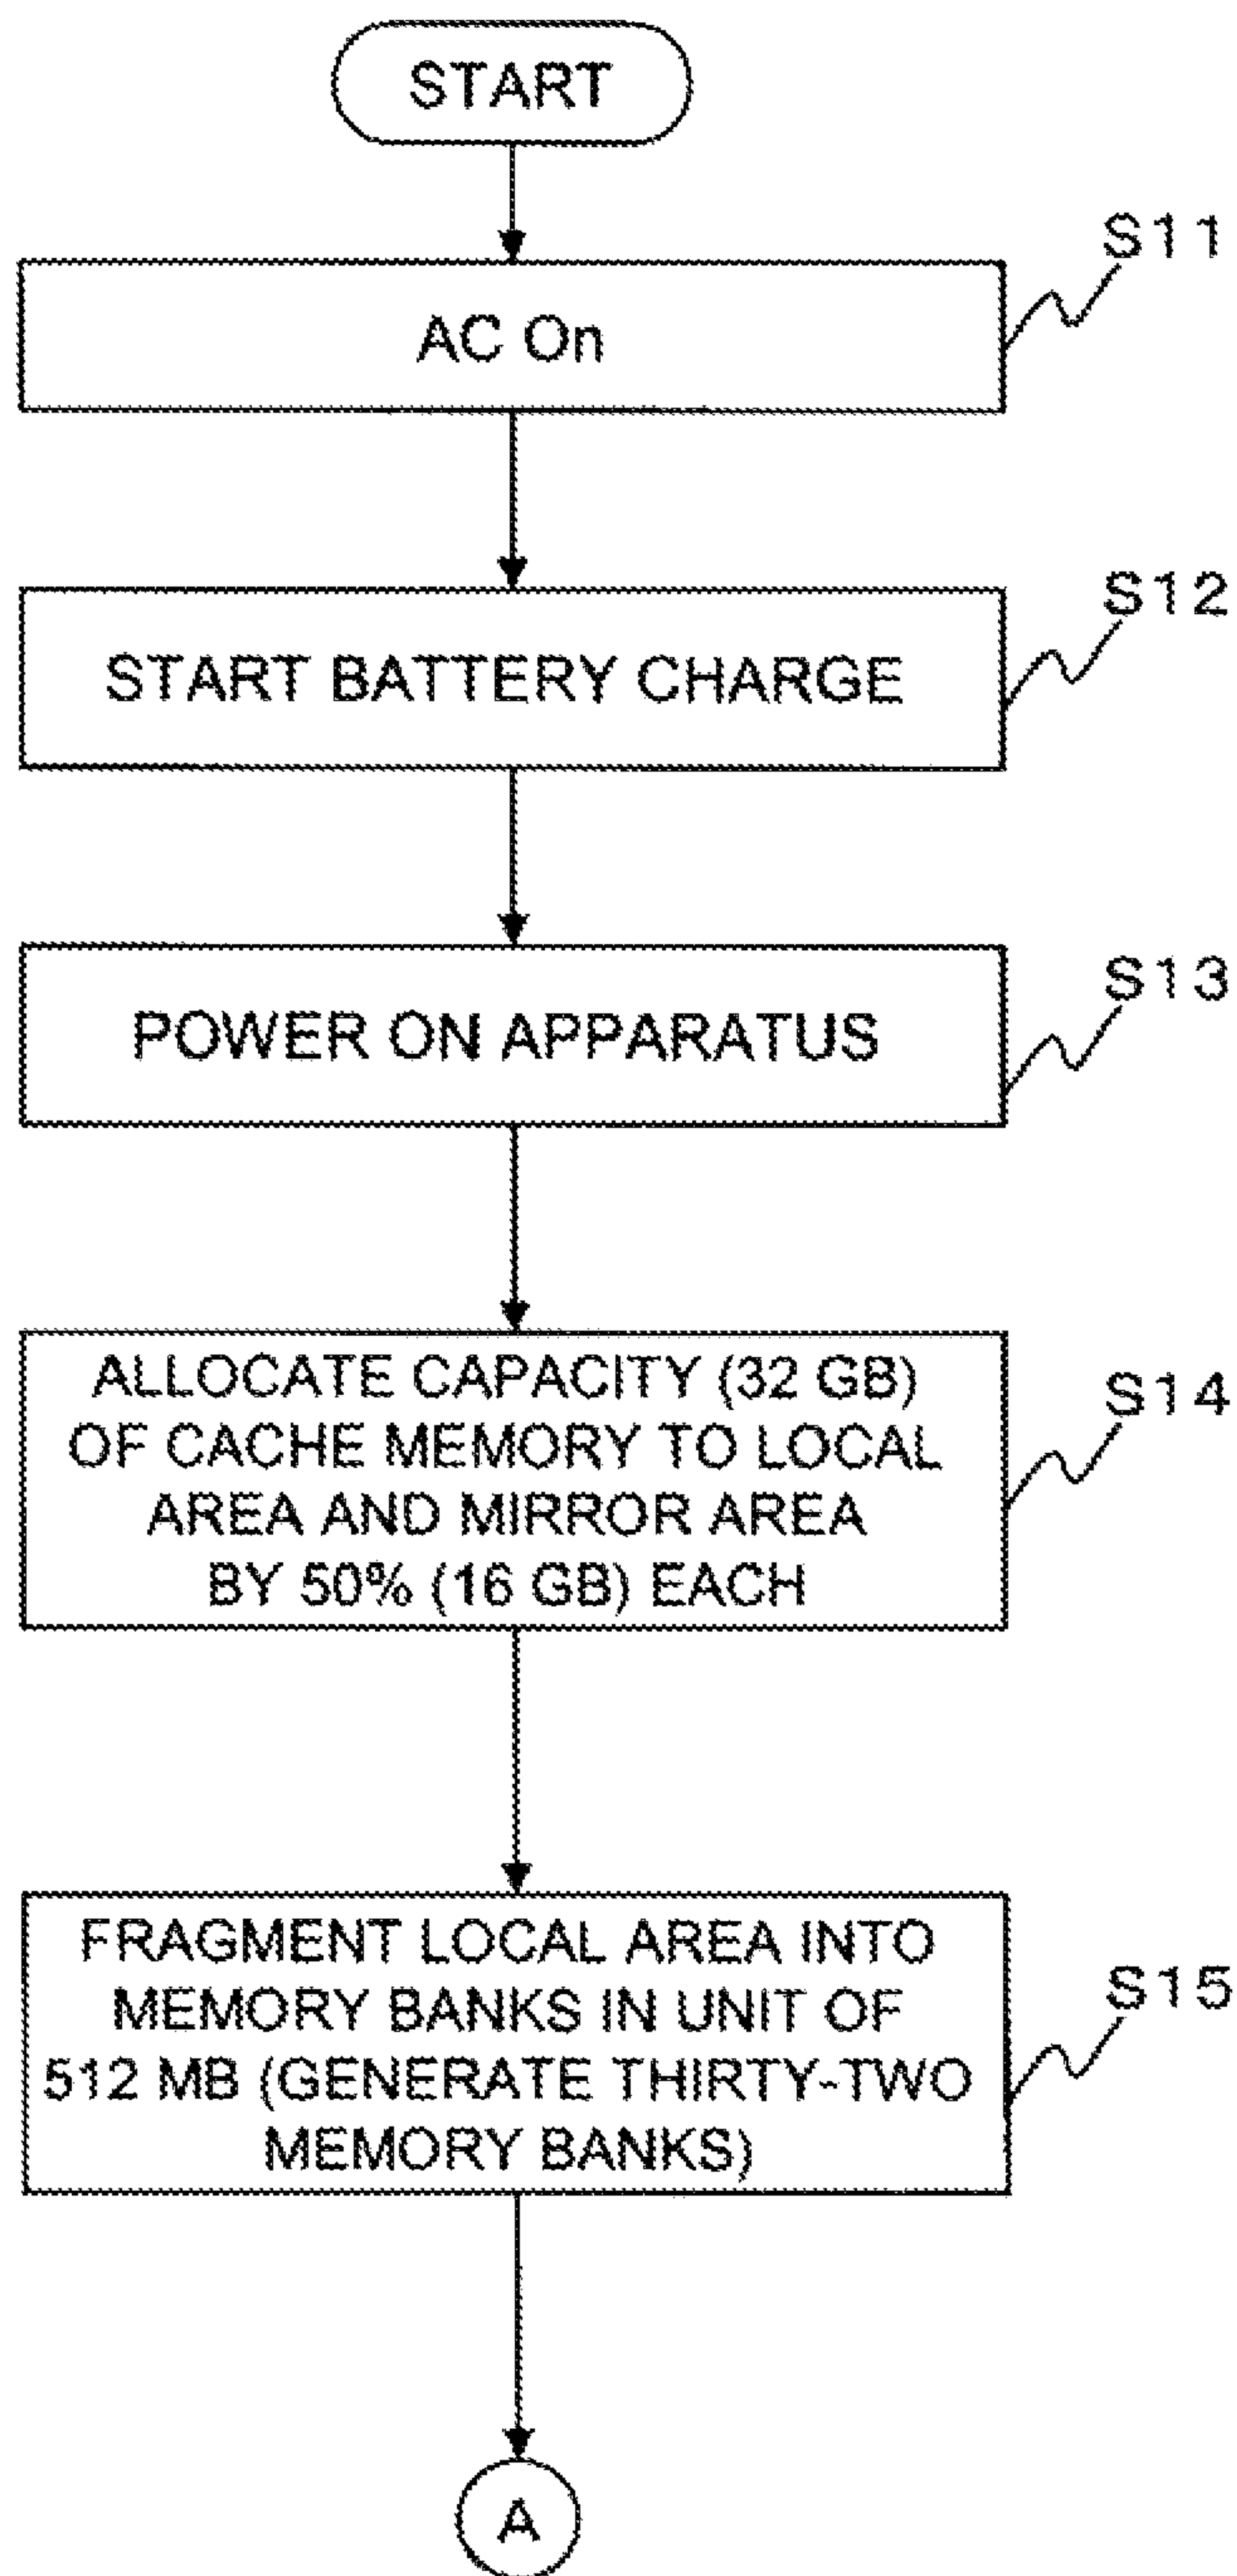 START
S11
AC On
S12
START BATTERY CHARGE
S13
POWER ON APPARATUS
S14
ALLOCATE CAPACITY (32 GB)
OF CACHE MEMORY TO LOCAL
AREA AND MIRROR AREA
BY 50% (16 GB) EACH
S15
FRAGMENT LOCAL AREA INTO
MEMORY BANKS IN UNIT OF
512 MB (GENERATE THIRTY-TWO
MEMORY BANKS)
A